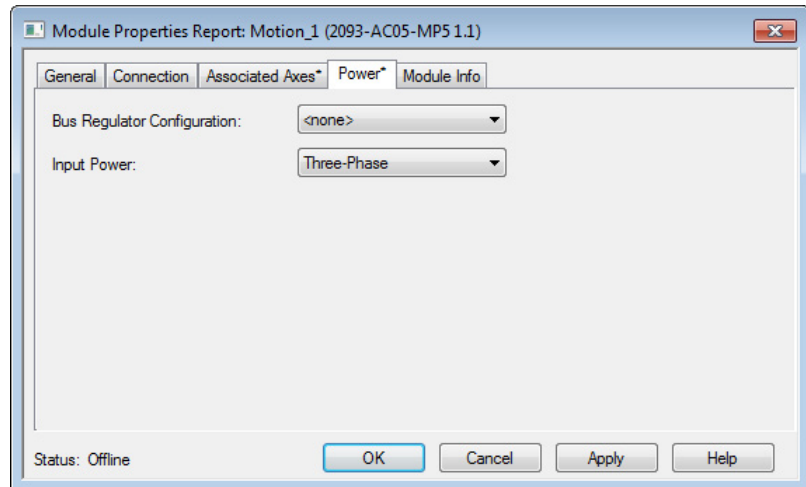 Module Properties Report: Motion_1 (2093-AC05-MP5 1.1)
General Connection Associated Axes* Power* Module Info
Bus Regulator Configuration: <none>
Input Power: Three-Phase
Status: Offline OK Cancel Apply Help